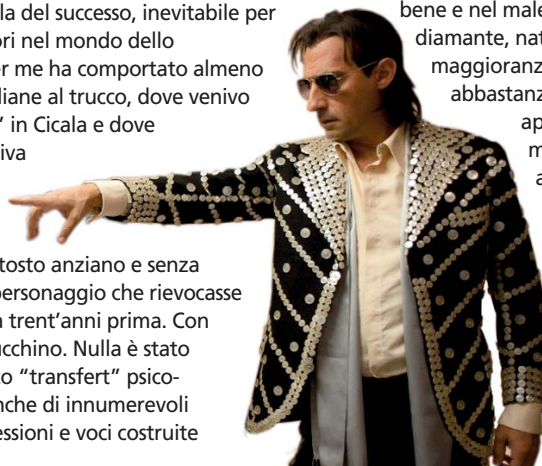 la del successo, inevitabile per
ori nel mondo dello
er me ha comportato almeno
liane al trucco, dove venivo
” in Cicala e dove
iva
tosto anziano e senza
personaggio che rievocasse
a trent'anni prima. Con
ucchino. Nulla è stato
o “transfert” psico-
nche di innumerevoli
essioni e voci costruite
bene e nel male
diamante, nat
maggioranz
abbastanz
ap
m
a